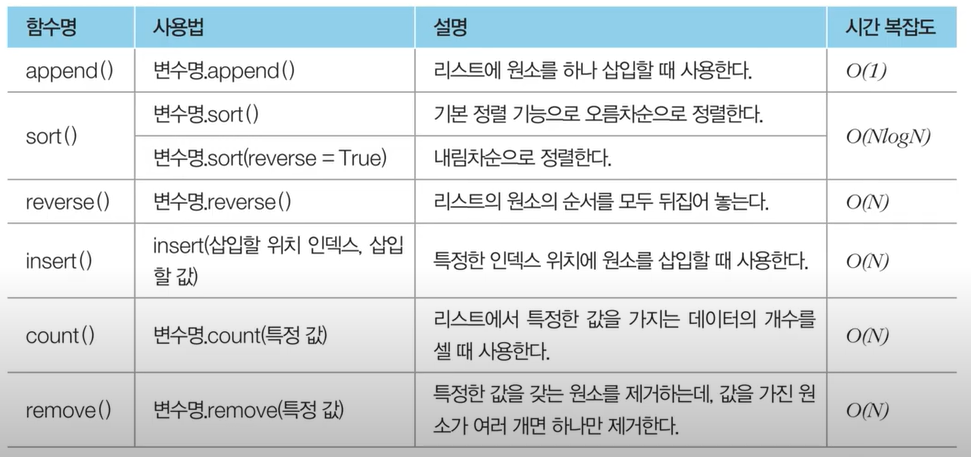 함수명 사용법 설명 시간 복잡도
append() 변수명.append() 리스트에 원소를 하나 삽입할 때 사용한다. O(1)
sort() 변수명.sort() 기본 정렬 기능으로 오름차순으로 정렬한다. O(NlogN)
변수명.sort(reverse = True) 내림차순으로 정렬한다.
reverse() 변수명.reverse() 리스트의 원소의 순서를 모두 뒤집어 놓는다. O(N)
insert() insert(삽입할 위치 인덱스, 삽입
할 값) 특정한 인덱스 위치에 원소를 삽입할 때 사용한다. O(N)
count() 변수명.count(특정 값) 리스트에서 특정한 값을 가지는 데이터의 개수를
셀 때 사용한다. O(N)
remove() 변수명.remove(특정 값) 특정한 값을 갖는 원소를 제거하는데, 값을 가진 원
소가 여러 개면 하나만 제거한다. O(N)